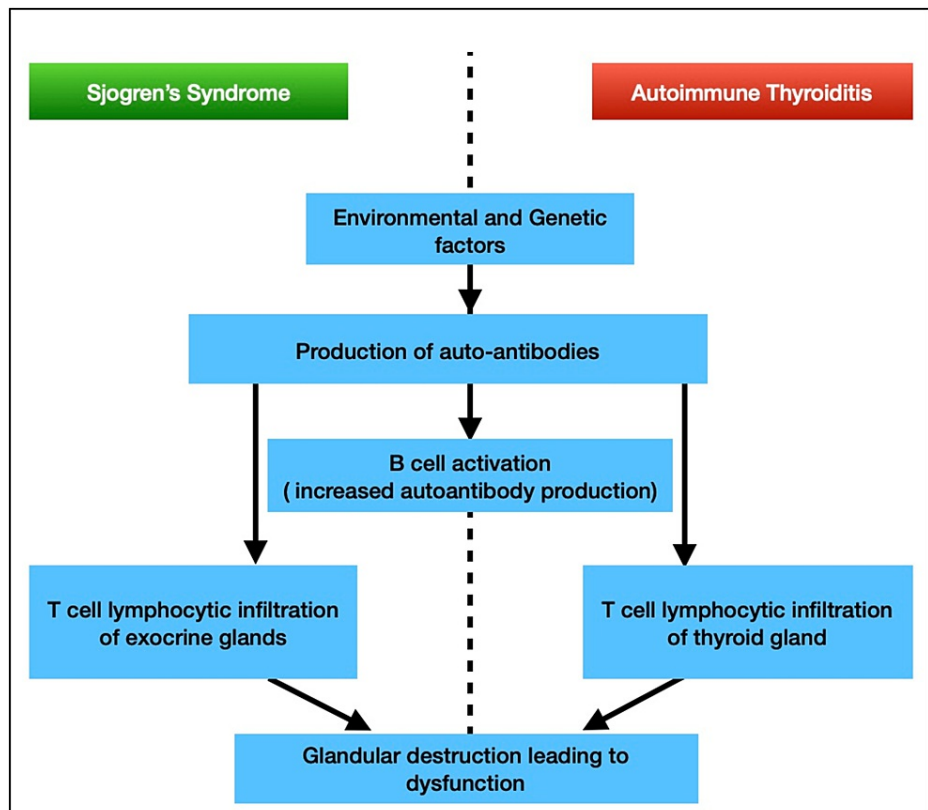 Sjogren's Syndrome
Autoimmune Thyroiditis
Environmental and Genetic
factors
Production of auto-antibodies
B cell activation
( increased autoantibody production)
T cell lymphocytic infiltration
of exocrine glands
T cell lymphocytic infiltration
of thyroid gland
Glandular destruction leading to
dysfunction